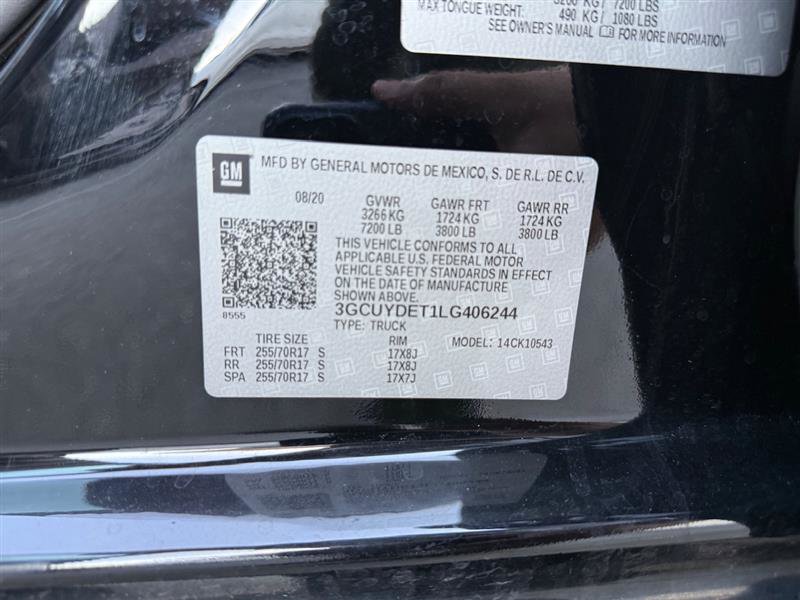 3266 KG / 7200 LBS
MAX TONGUE WEIGHT: 490 KG / 1080 LBS
SEE OWNER'S MANUAL FOR MORE INFORMATION
GM
MFD BY GENERAL MOTORS DE MEXICO, S. DE R.L. DE C.V.
08/20 GVWR GAWR FRT GAWR RR
3266 KG 1724 KG 1724 KG
7200 LB 3800 LB 3800 LB
THIS VEHICLE CONFORMS TO ALL
APPLICABLE U.S. FEDERAL MOTOR
VEHICLE SAFETY STANDARDS IN EFFECT
ON THE DATE OF MANUFACTURE
SHOWN ABOVE.
8555
3GCUYDET1LG406244
TYPE: TRUCK
MODEL: 14CK10543
TIRE SIZE RIM
FRT 255/70R17 S 17X8J
RR 255/70R17 S 17X8J
SPA 255/70R17 S 17X7J